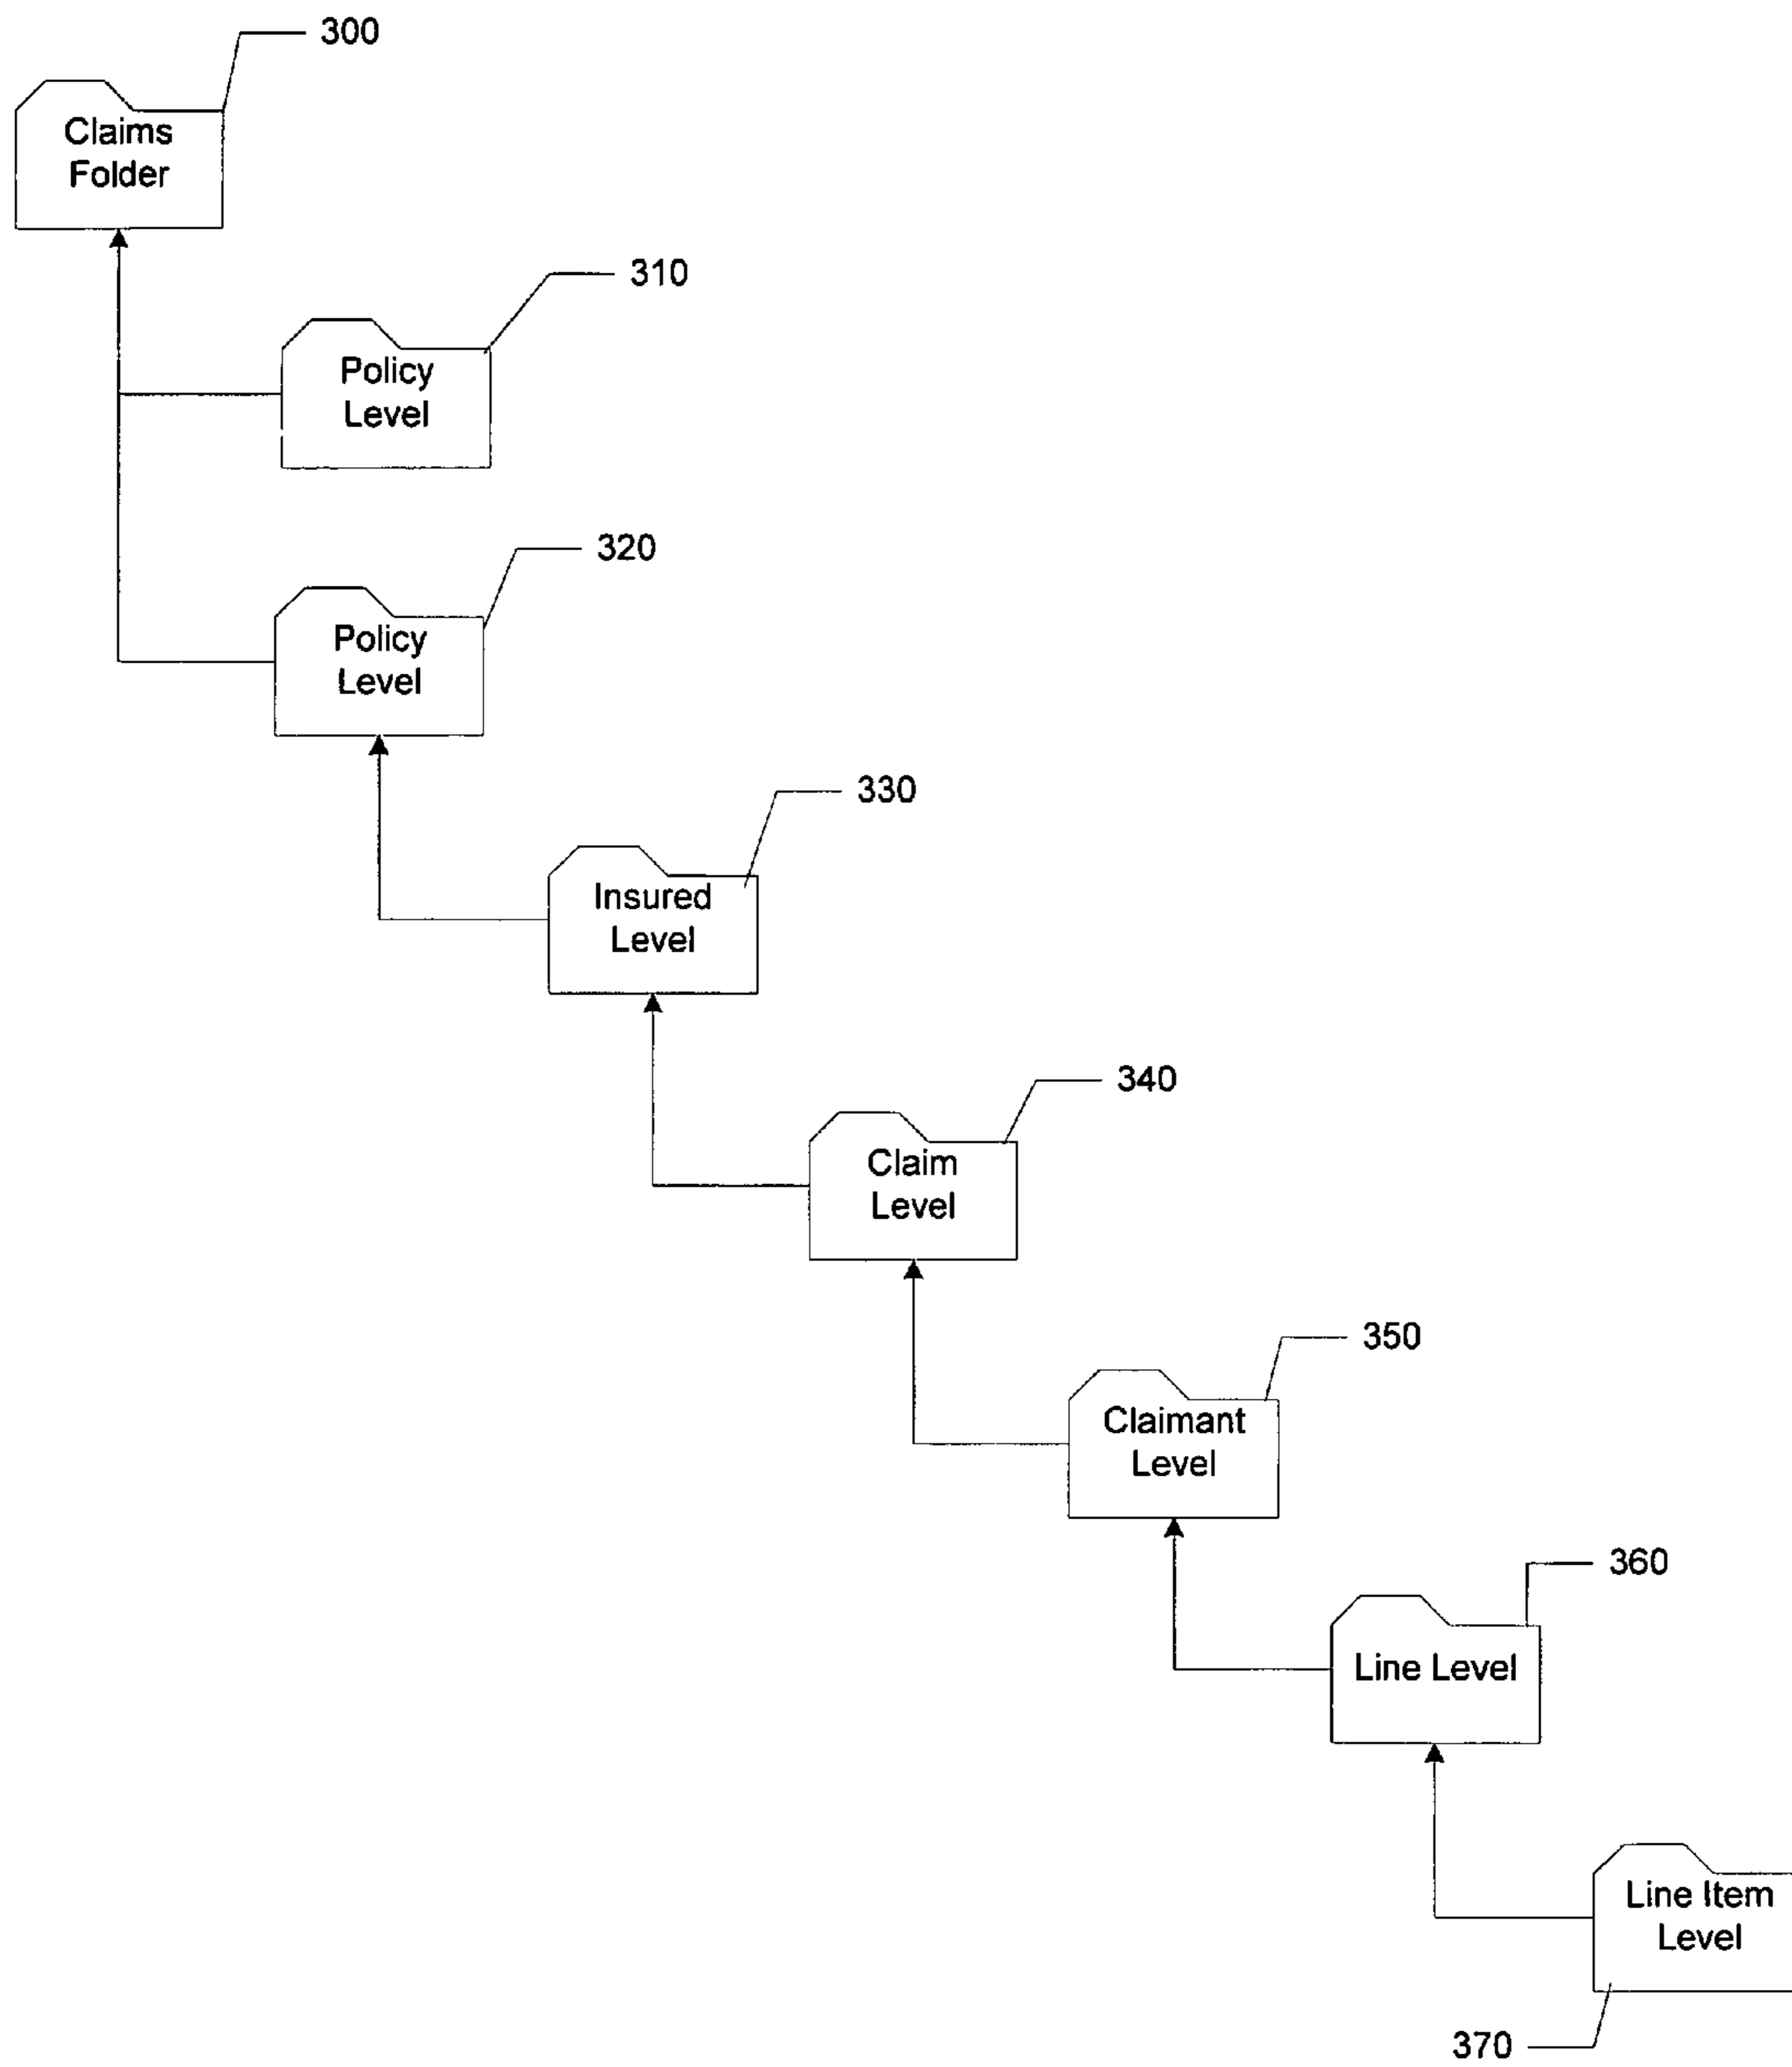 300
Claims
Folder
310
Policy
Level
320
Policy
Level
330
Insured
Level
340
Claim
Level
350
Claimant
Level
360
Line Level
Line Item
Level
370